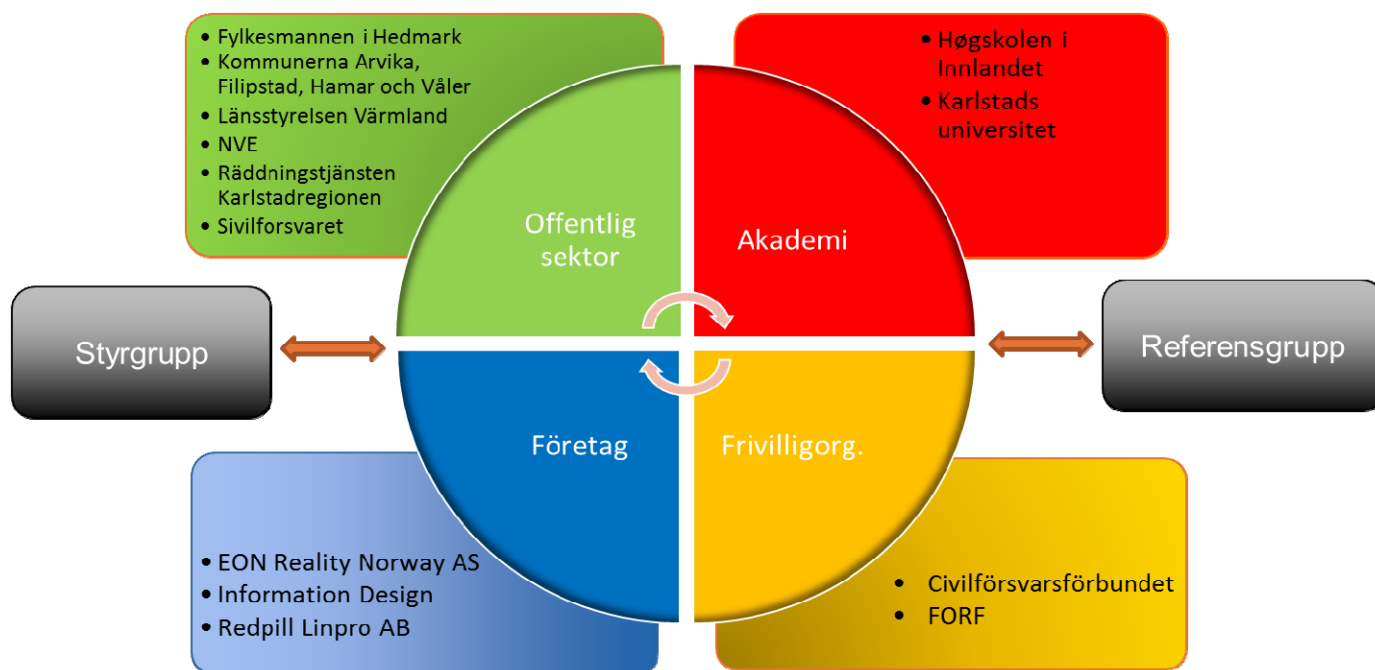 • Fylkesmannen i Hedmark
• Kommunerna Arvika,
Filipstad, Hamar och Våler
• Länsstyrelsen Värmland
• NVE
• Räddningstjänsten
Karlstadregionen
• Sivilforsvaret
• Høgskolen i
Innlandet
• Karlstads
universitet
Offentlig
sektor
Akademi
Styrgrupp
Referensgrupp
Företag
Frivilligorg.
• EON Reality Norway AS
• Information Design
• Redpill Linpro AB
• Civilförsvarsförbundet
• FORF